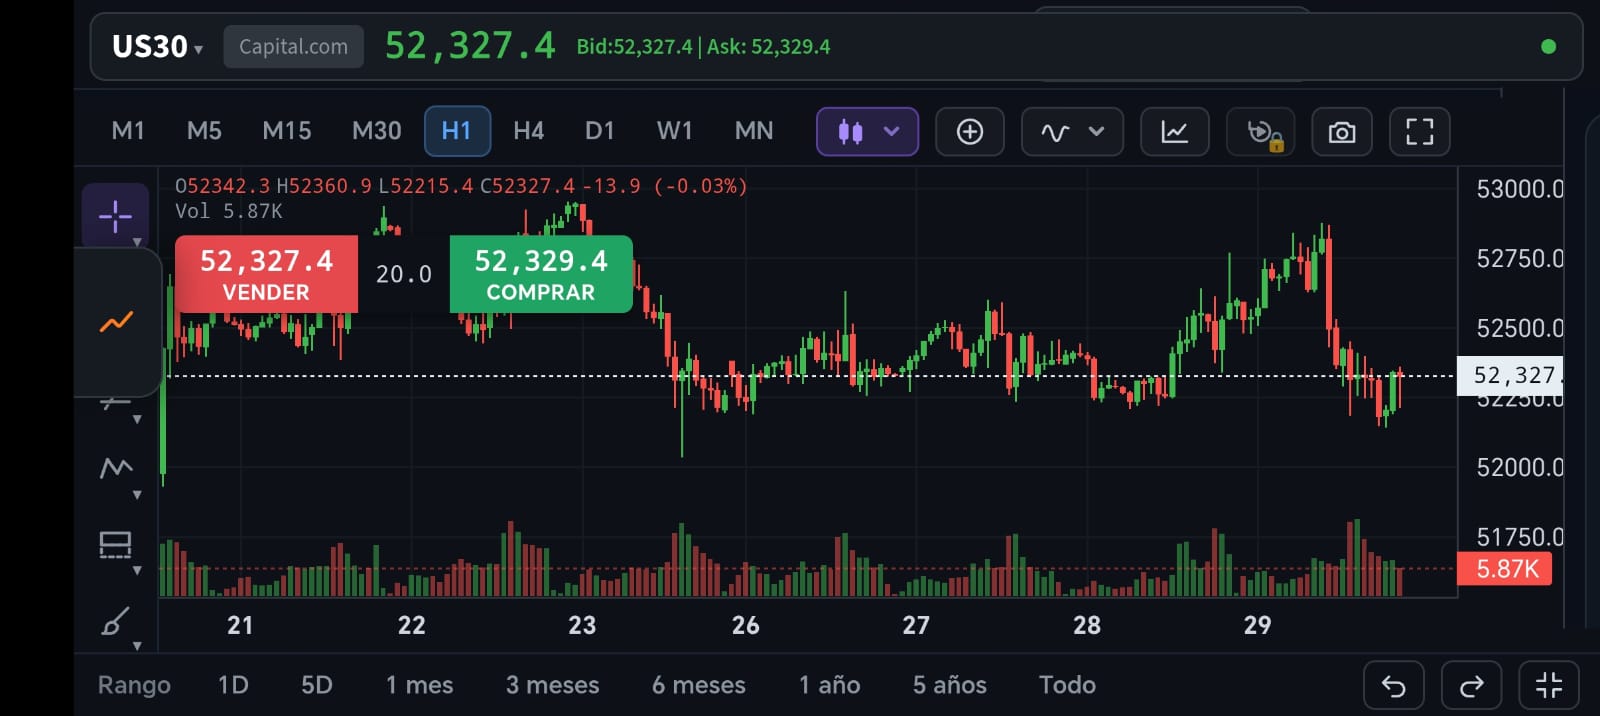 US30 Capital.com 52,327.4 Bid:52,327.4 | Ask: 52,329.4
M1 M5 M15 M30 H1 H4 D1 W1 MN
O52342.3 H52360.9 L52215.4 C52327.4 -13.9 (-0.03%)
Vol 5.87K
52,327.4
VENDER
20.0
52,329.4
COMPRAR
53000.0
52750.0
52500.0
52,327.
52250.0
52000.0
51750.0
5.87K
21 22 23 26 27 28 29
Rango 1D 5D 1 mes 3 meses 6 meses 1 año 5 años Todo